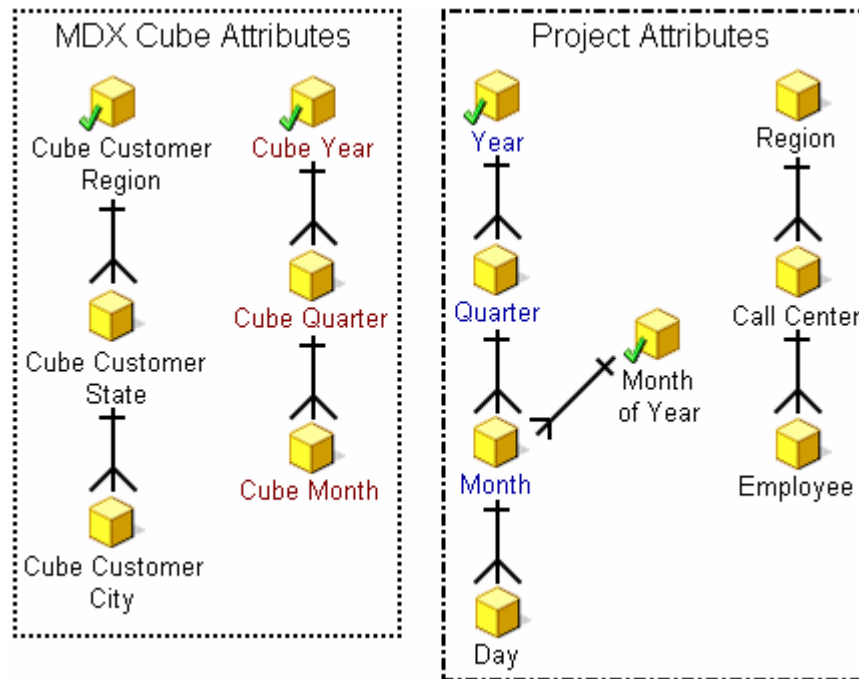 MDX Cube Attributes
Cube Customer
Region
Cube Customer
State
Cube Customer
City
Cube Year
Cube Quarter
Cube Month
Project Attributes
Year
Quarter
Month
Day
Month
of Year
Region
Call Center
Employee